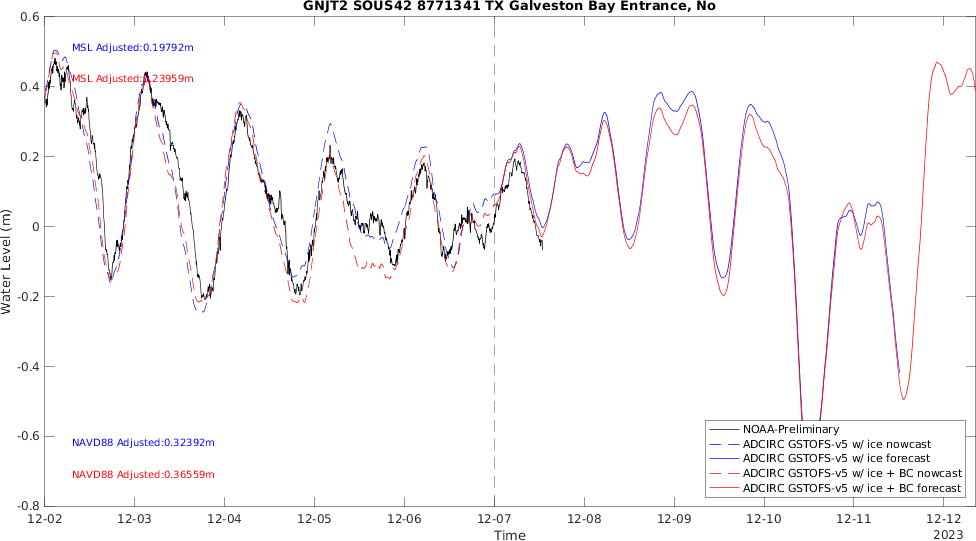 GNJT2 SOUS42 8771341 TX Galveston Bay Entrance, No
0.6
0.4
0.2
0
-0.2
-0.4
-0.6
-0.8
Water Level (m)
MSL Adjusted:0.19792m
MSL Adjusted:0.23959m
NAVD88 Adjusted:0.32392m
NAVD88 Adjusted:0.36559m
NOAA-Preliminary
ADCIRC GSTOFS-v5 w/ ice nowcast
ADCIRC GSTOFS-v5 w/ ice forecast
ADCIRC GSTOFS-v5 w/ ice + BC nowcast
ADCIRC GSTOFS-v5 w/ ice + BC forecast
12-02 12-03 12-04 12-05 12-06 12-07 12-08 12-09 12-10 12-11 12-12
2023
Time